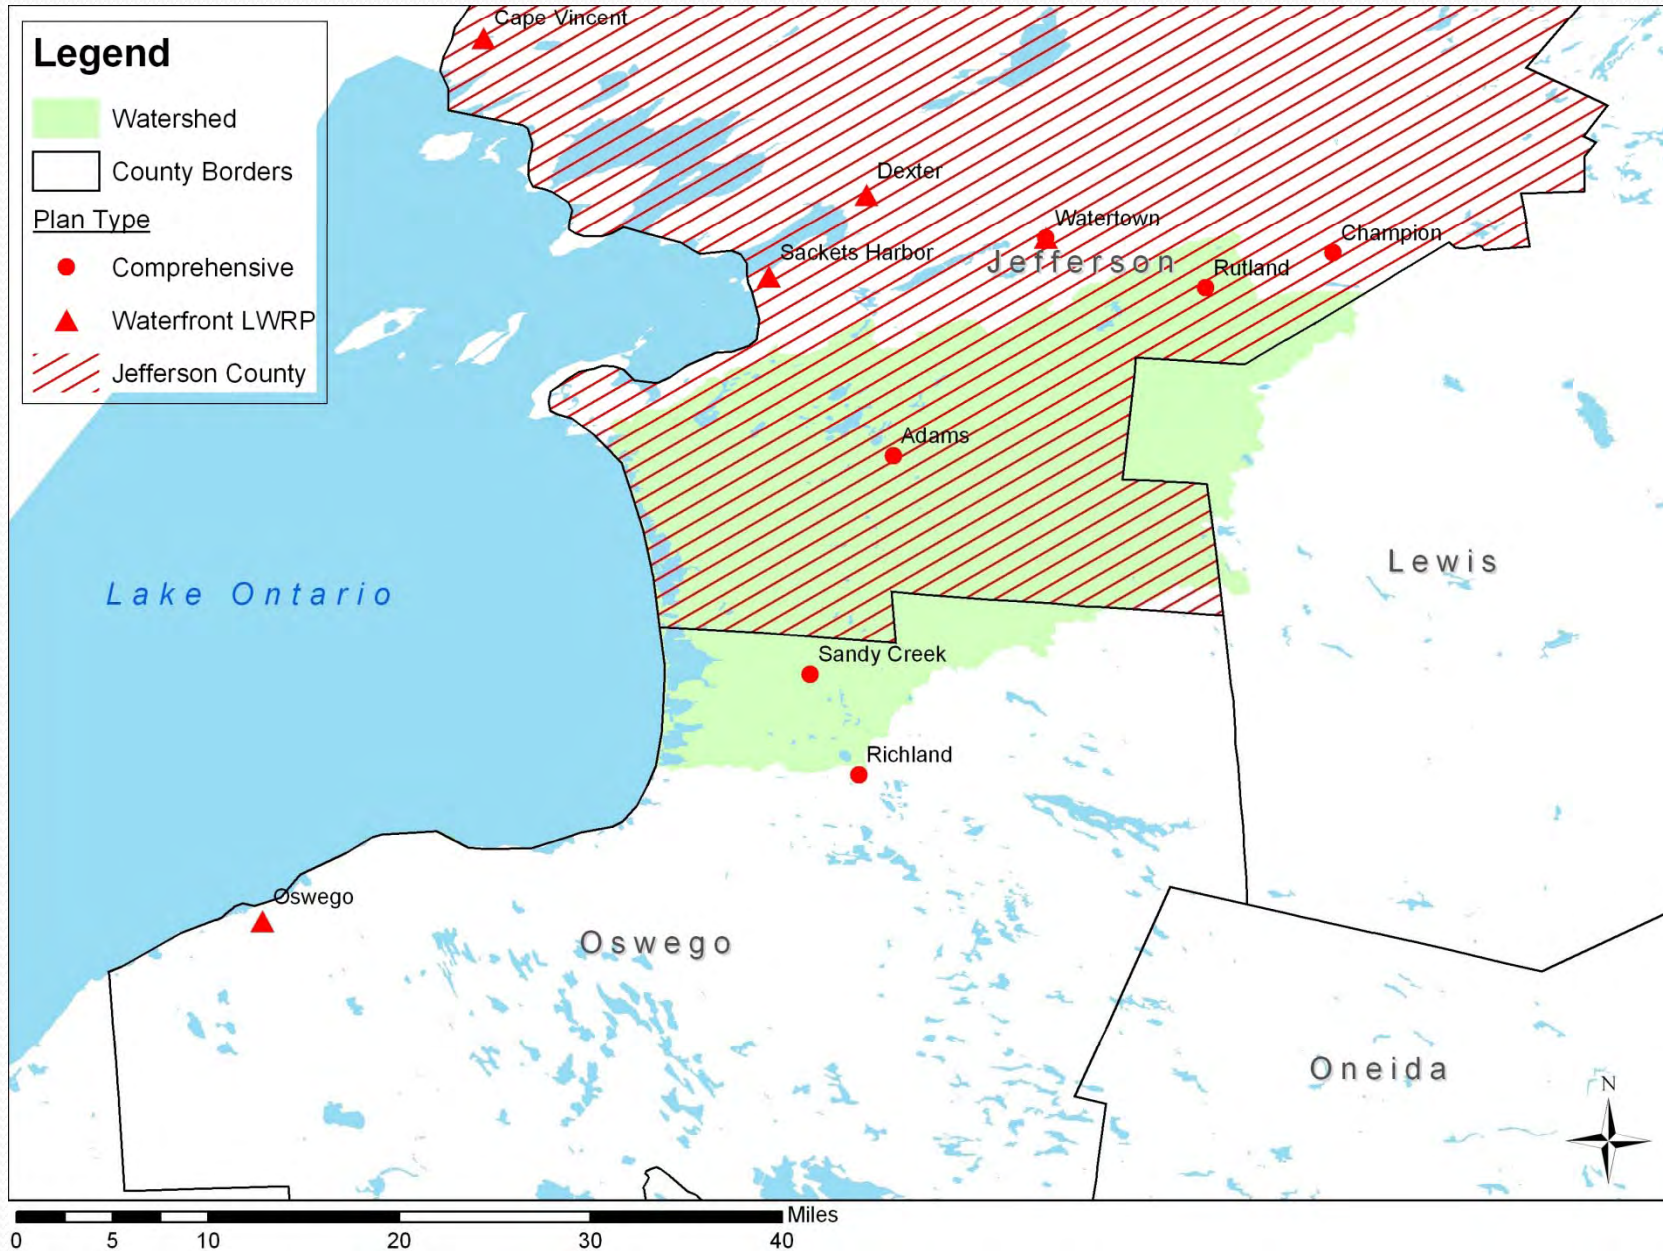 Legend
Watershed
County Borders
Plan Type
Comprehensive
Waterfront LWRP
Jefferson County
Cape Vincent
Dexter
Watertown
Champion
Sackets Harbor
Jefferson
Rutland
Adams
Lewis
Lake Ontario
Sandy Creek
Richland
Oswego
Oswego
Oneida
N
Miles
0 5 10 20 30 40